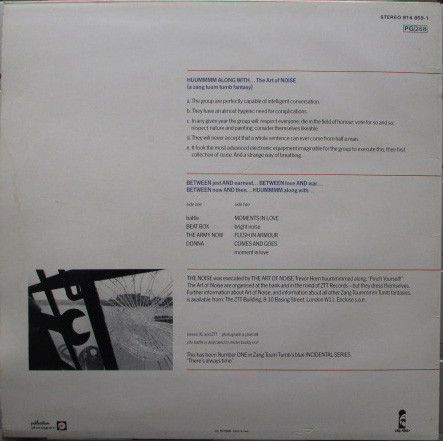 STEREO 814 893-1
PG 268
HUUMMMM ALONG WITH... The Art of NOISE
(a zang tuum tumb fantasy)
a. The group are perfectly capable of intelligent conversation.
b. They have an almost hygienic need for complications.
c. In any given year the group will: respect everyone; die in the field of honour; vote for so and so;
respect nature and painting; consider themselves likeable.
d. They will never accept that a whole sentence can ever come from half a man.
e. It took the most advanced electronic equipment imaginable for the group to execute this, they first
collection of noise. And a strange way of breathing.
BETWEEN jest AND earnest... BETWEEN love AND war...
BETWEEN now AND then... HUUMMMM along with...
side one side two
battle MOMENTS IN LOVE
BEAT BOX bright noise
THE ARMY NOW FLESH IN ARMOUR
DONNA COMES AND GOES
moment in love
THE NOISE was executed by THE ART OF NOISE, Trevor Horn huummmmed along, "Pinch Yourself"
The Art of Noise are organised at the bank and in the mind of ZTT Records - but they dress themselves.
Further information about Art of Noise, and information about all other Zang Tuum Tumb fantasies,
is available from: The ZTT Building, 8-10 Basing Street, London W11. Enclose s.a.e
This has been Number ONE in Zang Tuum Tumb's blue INCIDENTAL SERIES.
"There's always time"